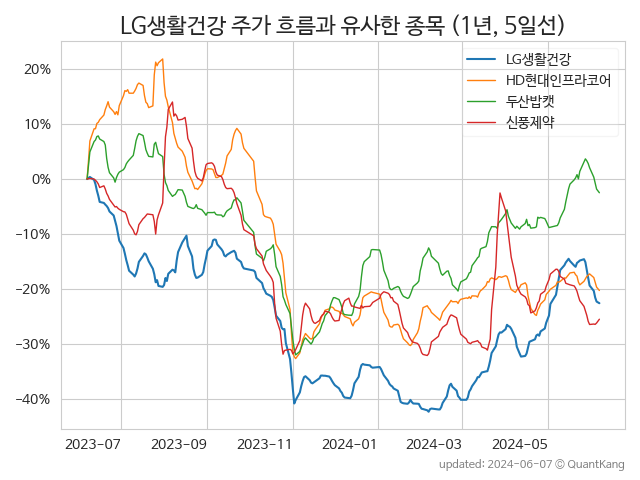 LG생활건강 주가 흐름과 유사한 종목 (1년, 5일선)
LG생활건강
HD현대인프라코어
두산밥캣
신풍제약
20%
10%
0%
−10%
−20%
−30%
−40%
2023-07 2023-09 2023-11 2024-01 2024-03 2024-05
updated: 2024-06-07 © QuantKang